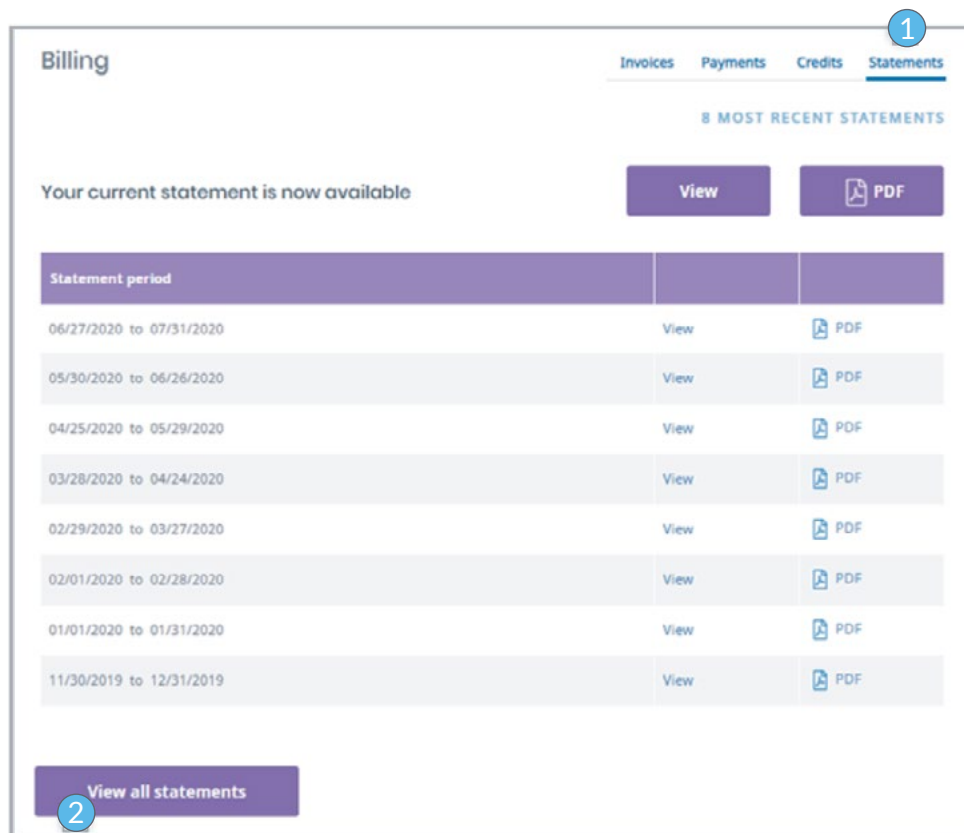 1
Billing
Invoices Payments Credits Statements
8 MOST RECENT STATEMENTS
Your current statement is now available View PDF
Statement period
06/27/2020 to 07/31/2020 View PDF
05/30/2020 to 06/26/2020 View PDF
04/25/2020 to 05/29/2020 View PDF
03/28/2020 to 04/24/2020 View PDF
02/29/2020 to 03/27/2020 View PDF
02/01/2020 to 02/28/2020 View PDF
01/01/2020 to 01/31/2020 View PDF
11/30/2019 to 12/31/2019 View PDF
View all statements
2